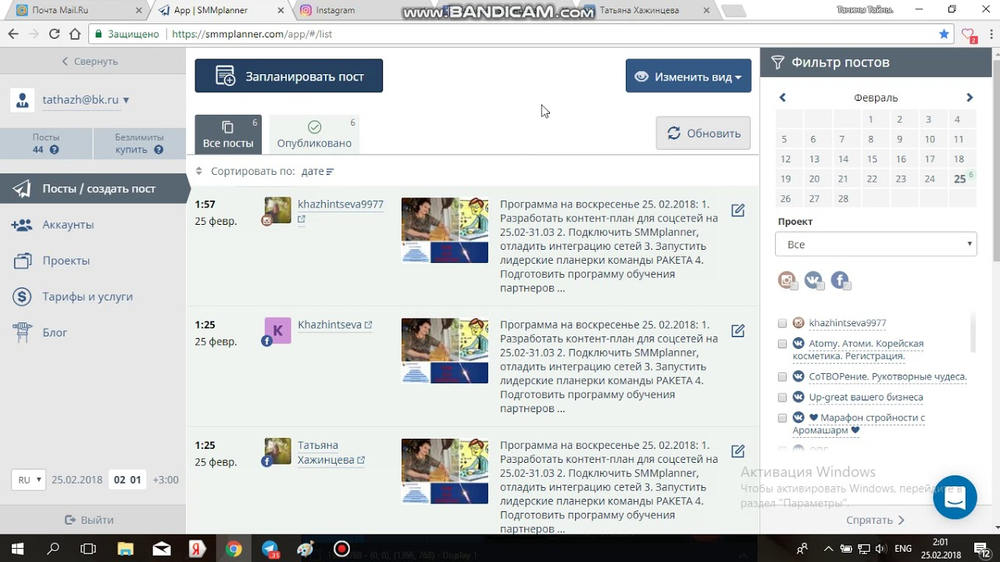 Почта Mail.Ru
App | SMMplanner
Instagram
www.BANDICAM.com
Татьяна Хажинцева
Танины Тайны.
Защищено
https://smmplanner.com/app/#/list
2
Свернуть
tathazh@bk.ru
Посты
44
Безлимиты
купить
Посты / создать пост
Аккаунты
Проекты
Тарифы и услуги
Блог
RU
25.02.2018
02 01
+3:00
Выйти
Запланировать пост
Изменить вид
Все посты
6
Опубликовано
6
Обновить
Сортировать по: дате
1:57
25 февр.
khazhintseva9977
Программа на воскресенье 25. 02.2018: 1.
Разработать контент-план для соцсетей на
25.02-31.03 2. Подключить SMMplanner,
отладить интеграцию сетей 3. Запустить
лидерские планерки команды РАКЕТА 4.
Подготовить программу обучения
партнеров ...
1:25
25 февр.
K
Khazhintseva
Программа на воскресенье 25. 02.2018: 1.
Разработать контент-план для соцсетей на
25.02-31.03 2. Подключить SMMplanner,
отладить интеграцию сетей 3. Запустить
лидерские планерки команды РАКЕТА 4.
Подготовить программу обучения
партнеров ...
1:25
25 февр.
Татьяна
Хажинцева
Программа на воскресенье 25. 02.2018: 1.
Разработать контент-план для соцсетей на
25.02-31.03 2. Подключить SMMplanner,
отладить интеграцию сетей 3. Запустить
лидерские планерки команды РАКЕТА 4.
Подготовить программу обучения
партнеров ...
Фильтр постов
Февраль
1 2 3 4
5 6 7 8 9 10 11
12 13 14 15 16 17 18
19 20 21 22 23 24 25 6
26 27 28
Проект
Все
khazhintseva9977
Atomy. Атоми. Корейская
косметика. Регистрация.
СоТВОРение. Рукотворные чудеса.
Up-great вашего бизнеса
Марафон стройности с
Аромашарм
Активация Windows
Чтобы активировать Windows, перейдите в
раздел "Параметры".
Спрятать
35
(0, 0), (1366, 768) - Display 1
ENG
2:01
25.02.2018
12